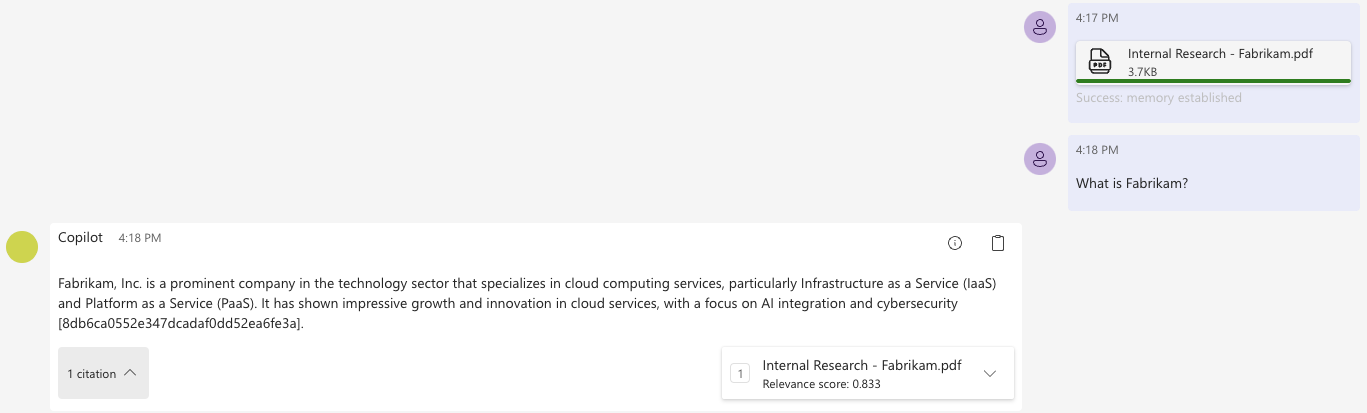 4:17 PM
PDF
Internal Research - Fabrikam.pdf
3.7KB
Success: memory established
4:18 PM
What is Fabrikam?
Copilot 4:18 PM
Fabrikam, Inc. is a prominent company in the technology sector that specializes in cloud computing services, particularly Infrastructure as a Service (IaaS)
and Platform as a Service (PaaS). It has shown impressive growth and innovation in cloud services, with a focus on AI integration and cybersecurity
[8db6ca0552e347dcadaf0dd52ea6fe3a].
1 citation
1
Internal Research - Fabrikam.pdf
Relevance score: 0.833